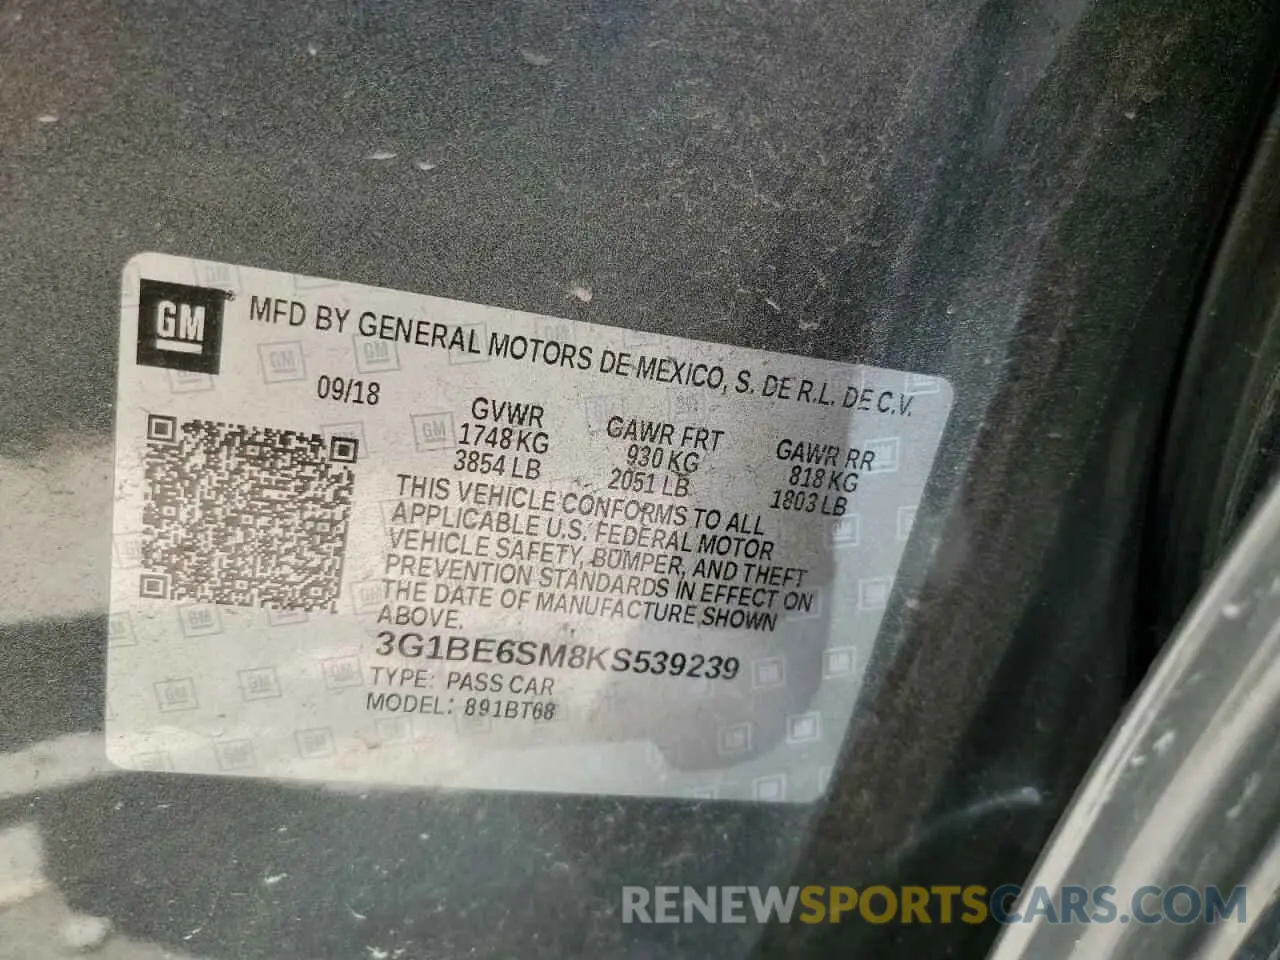 GM® MFD BY GENERAL MOTORS DE MEXICO, S. DE R.L. DE C.V.
09/18
GVWR GAWR FRT GAWR RR
1748 KG 930 KG 818 KG
3854 LB 2051 LB 1803 LB
THIS VEHICLE CONFORMS TO ALL
APPLICABLE U.S. FEDERAL MOTOR
VEHICLE SAFETY, BUMPER, AND THEFT
PREVENTION STANDARDS IN EFFECT ON
THE DATE OF MANUFACTURE SHOWN
ABOVE.
3G1BE6SM8KS539239
TYPE: PASS CAR
MODEL: 891BT68
RENEWSPORTSCARS.COM